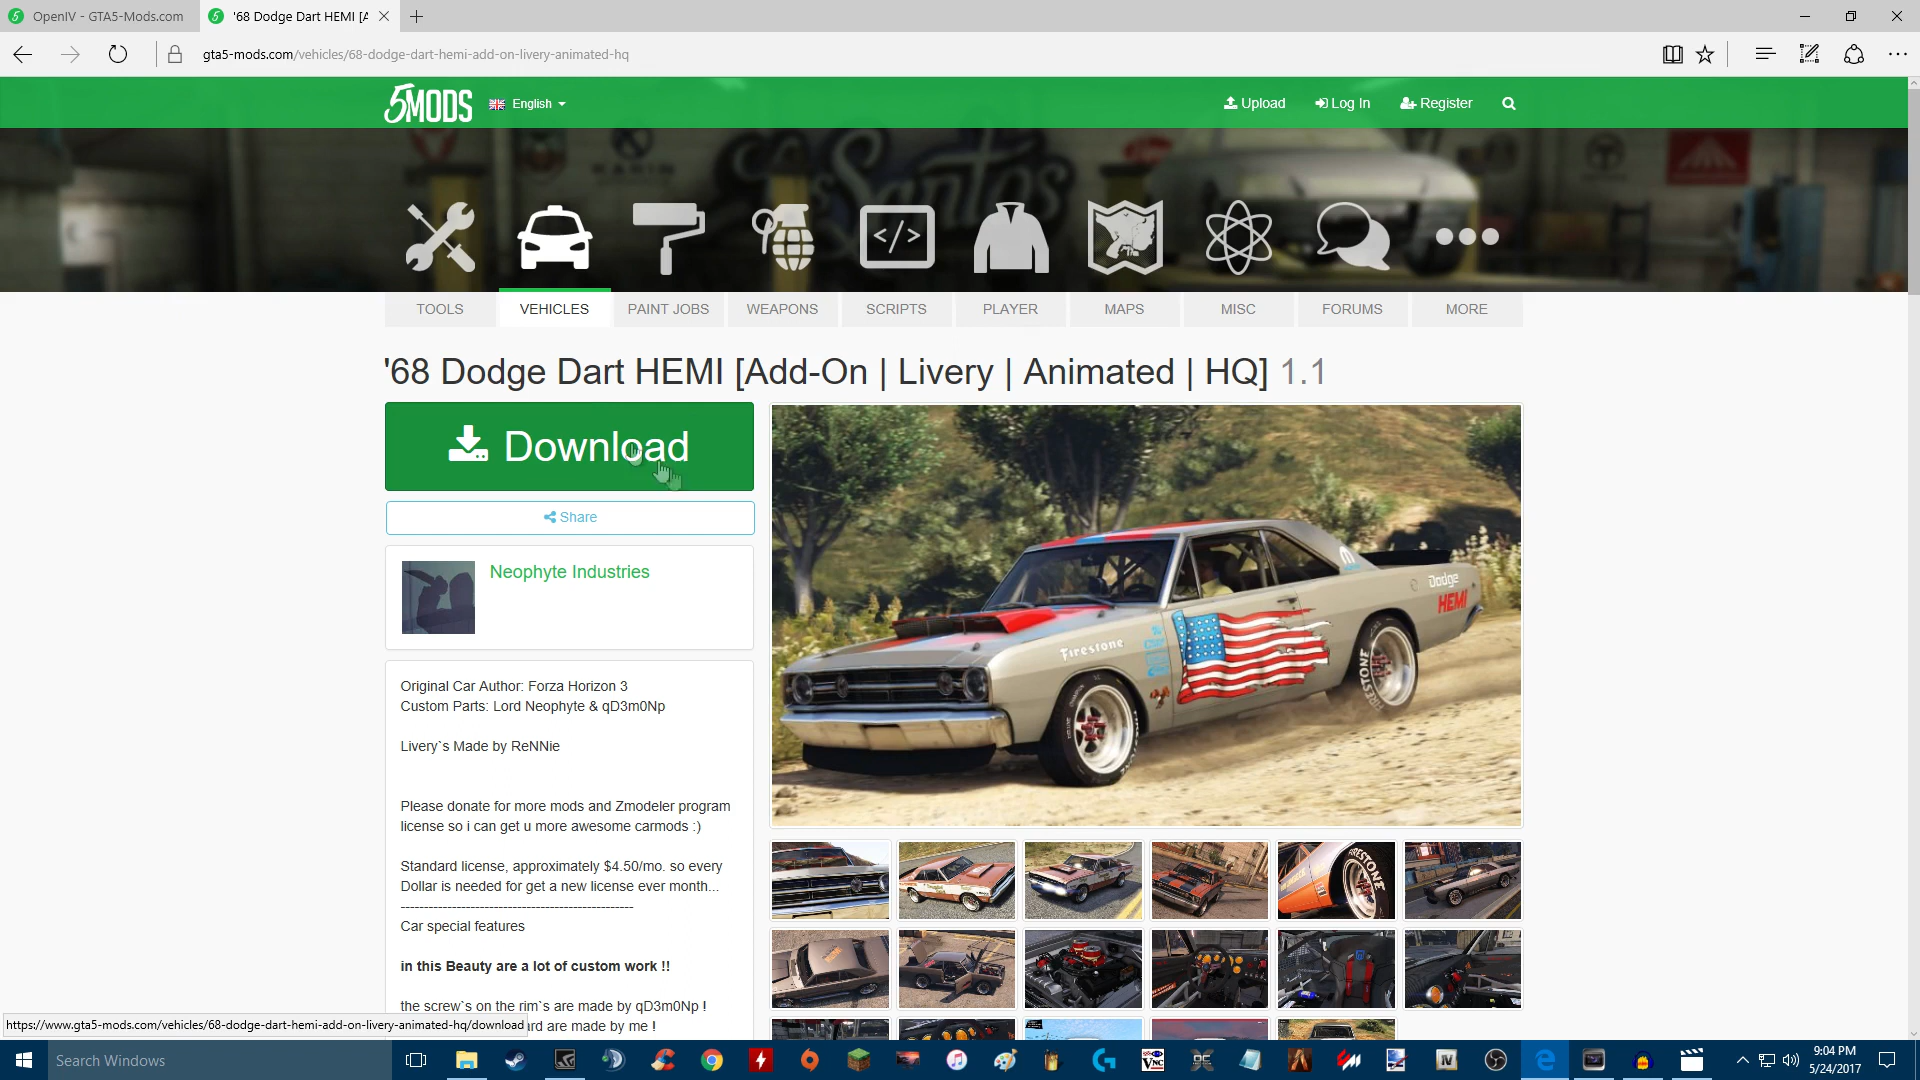 OpenIV - GTA5-Mods.com
'68 Dodge Dart HEMI [A
gta5-mods.com/vehicles/68-dodge-dart-hemi-add-on-livery-animated-hq
5MODS
English
Upload
Log In
Register
TOOLS
VEHICLES
PAINT JOBS
WEAPONS
SCRIPTS
PLAYER
MAPS
MISC
FORUMS
MORE
'68 Dodge Dart HEMI [Add-On | Livery | Animated | HQ] 1.1
Download
Share
Neophyte Industries
Original Car Author: Forza Horizon 3
Custom Parts: Lord Neophyte & qD3m0Np
Livery`s Made by ReNNie
Please donate for more mods and Zmodeler program
license so i can get u more awesome carmods :)
Standard license, approximately $4.50/mo. so every
Dollar is needed for get a new license ever month...
--------------------------------------------------
Car special features
in this Beauty are a lot of custom work !!
the screw`s on the rim`s are made by qD3m0Np !
rd are made by me !
Firestone
Dodge
HEMI
FIRESTONE
FIRESTONE
https://www.gta5-mods.com/vehicles/68-dodge-dart-hemi-add-on-livery-animated-hq/download
Search Windows
9:04 PM
5/24/2017